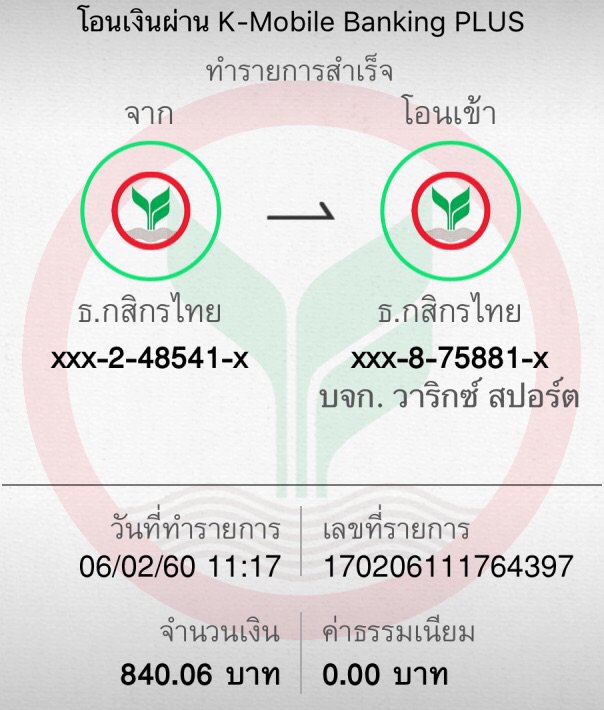 โอนเงินผ่าน K-Mobile Banking PLUS
ทำรายการสำเร็จ
จาก
โอนเข้า
ธ.กสิกรไทย
ธ.กสิกรไทย
xxx-2-48541-x
xxx-8-75881-x
บจก. วาริกซ์ สปอร์ต
วันที่ทำรายการ
เลขที่รายการ
06/02/60 11:17
170206111764397
จำนวนเงิน
ค่าธรรมเนียม
840.06 บาท
0.00 บาท